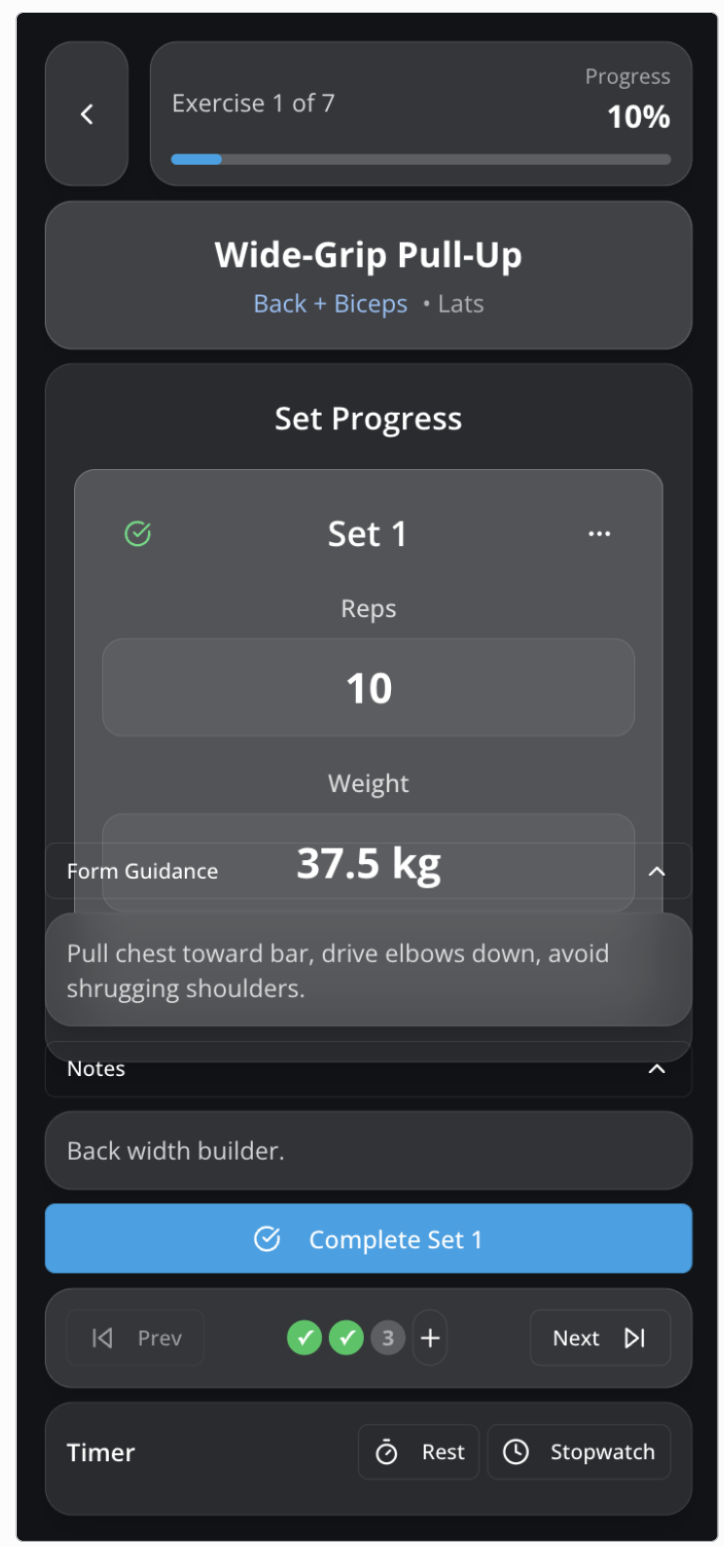 Exercise 1 of 7
Progress
10%
Wide-Grip Pull-Up
Back + Biceps • Lats
Set Progress
Set 1
Reps
10
Weight
37.5 kg
Form Guidance
Pull chest toward bar, drive elbows down, avoid
shrugging shoulders.
Notes
Back width builder.
Complete Set 1
Prev
3
+
Next
Timer
Rest
Stopwatch